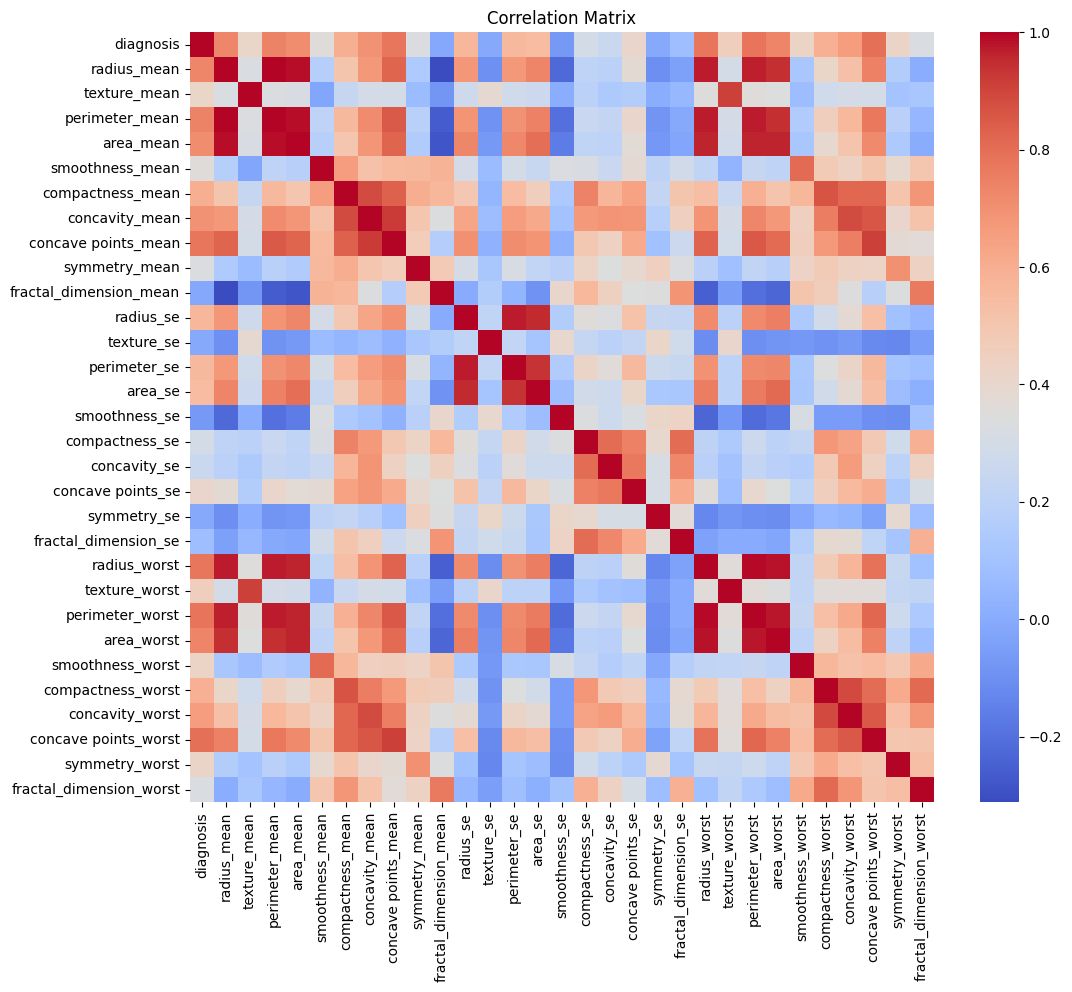 Correlation Matrix
diagnosis
radius_mean
texture_mean
perimeter_mean
area_mean
smoothness_mean
compactness_mean
concavity_mean
concave points_mean
symmetry_mean
fractal_dimension_mean
radius_se
texture_se
perimeter_se
area_se
smoothness_se
compactness_se
concavity_se
concave points_se
symmetry_se
fractal_dimension_se
radius_worst
texture_worst
perimeter_worst
area_worst
smoothness_worst
compactness_worst
concavity_worst
concave points_worst
symmetry_worst
fractal_dimension_worst
diagnosis
radius_mean
texture_mean
perimeter_mean
area_mean
smoothness_mean
compactness_mean
concavity_mean
concave points_mean
symmetry_mean
fractal_dimension_mean
radius_se
texture_se
perimeter_se
area_se
smoothness_se
compactness_se
concavity_se
concave points_se
symmetry_se
fractal_dimension_se
radius_worst
texture_worst
perimeter_worst
area_worst
smoothness_worst
compactness_worst
concavity_worst
concave points_worst
symmetry_worst
fractal_dimension_worst
1.0
0.8
0.6
0.4
0.2
0.0
−0.2